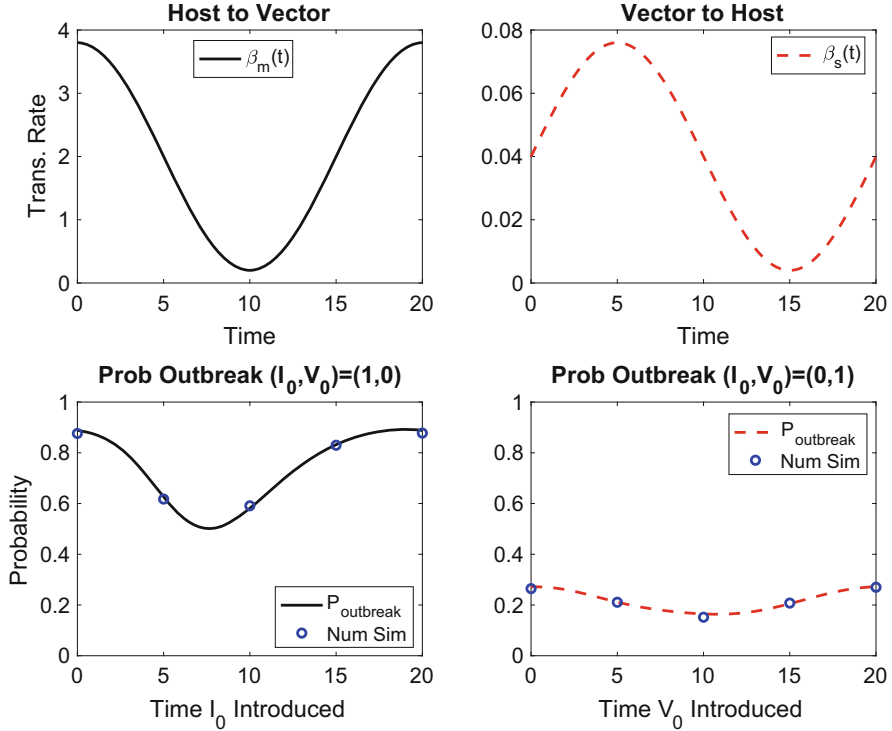 Host to Vector
β_m(t)
Trans. Rate
4
3
2
1
0
0 5 10 15 20
Time
Vector to Host
β_s(t)
0.08
0.06
0.04
0.02
0
0 5 10 15 20
Time
Prob Outbreak (I_0,V_0)=(1,0)
Probability
1
0.8
0.6
0.4
0.2
0
P_outbreak
Num Sim
0 5 10 15 20
Time I_0 Introduced
Prob Outbreak (I_0,V_0)=(0,1)
1
0.8
0.6
0.4
0.2
0
P_outbreak
Num Sim
0 5 10 15 20
Time V_0 Introduced